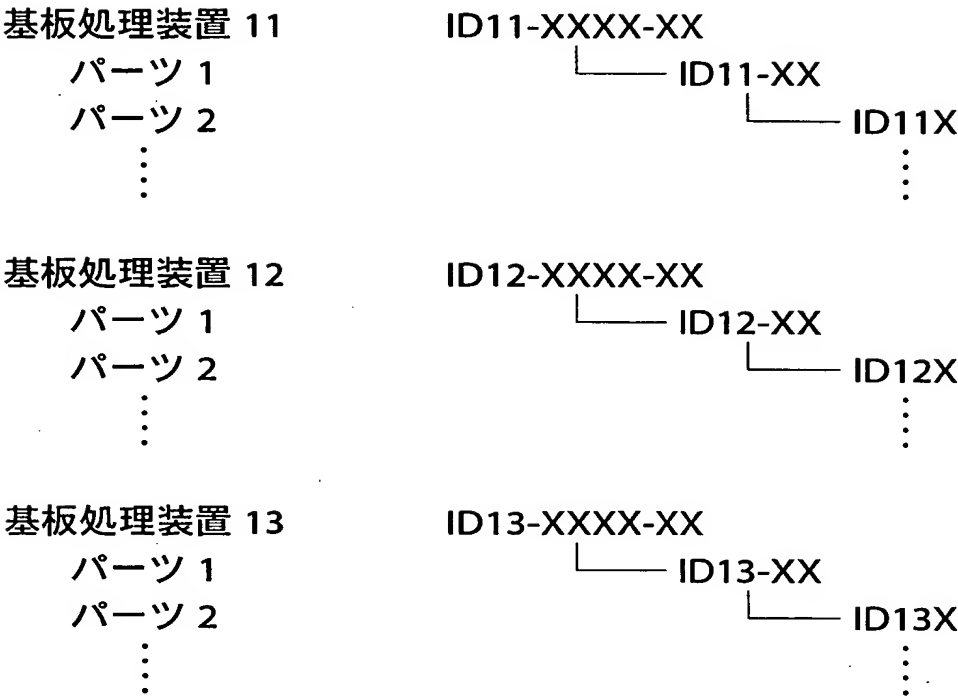 基板処理装置 11 ID11-XXXX-XX
パーツ 1 ID11-XX
パーツ 2 ID11X
基板処理装置 12 ID12-XXXX-XX
パーツ 1 ID12-XX
パーツ 2 ID12X
基板処理装置 13 ID13-XXXX-XX
パーツ 1 ID13-XX
パーツ 2 ID13X